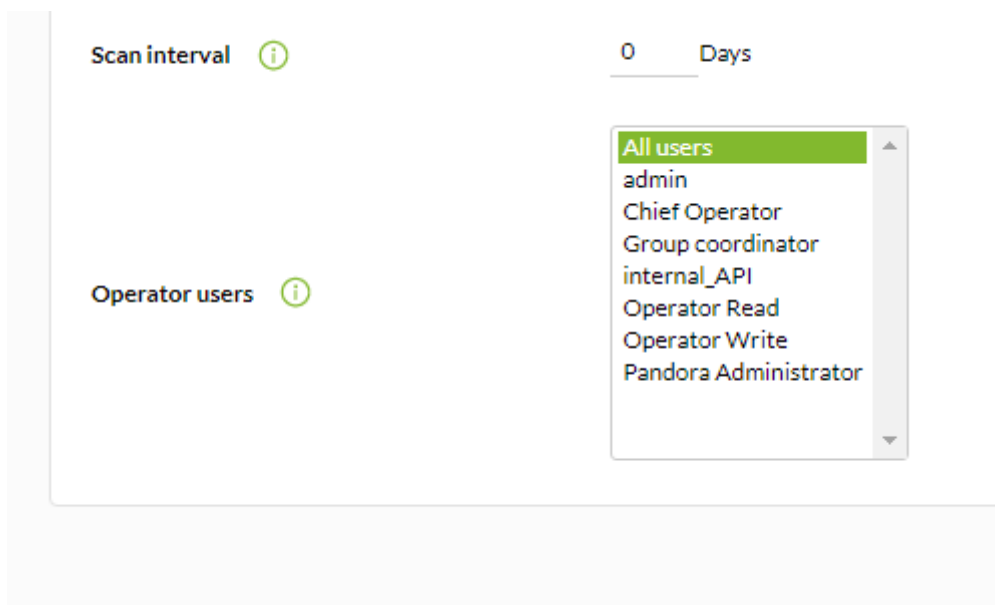 Scan interval
0 Days
All users
admin
Chief Operator
Group coordinator
internal_API
Operator users
Operator Read
Operator Write
Pandora Administrator